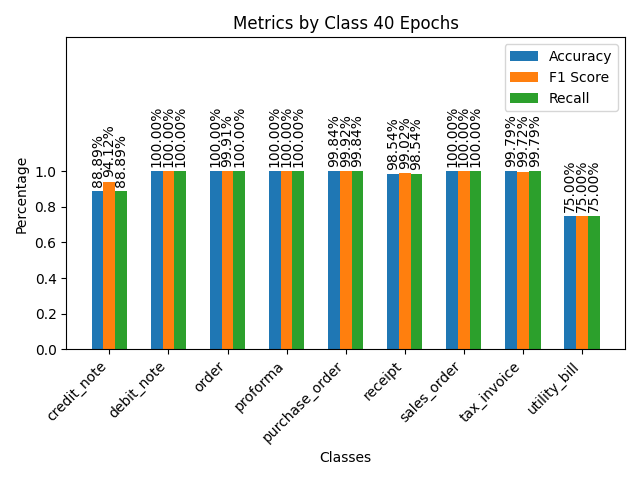 Metrics by Class 40 Epochs
Accuracy
F1 Score
Recall
88.89%
94.12%
88.89%
100.00%
100.00%
100.00%
100.00%
99.91%
100.00%
100.00%
100.00%
100.00%
99.84%
99.92%
99.84%
98.54%
99.02%
98.54%
100.00%
100.00%
100.00%
99.79%
99.72%
99.79%
75.00%
75.00%
75.00%
Percentage
1.0
0.8
0.6
0.4
0.2
0.0
credit_note
debit_note
order
proforma
purchase_order
receipt
sales_order
tax_invoice
utility_bill
Classes